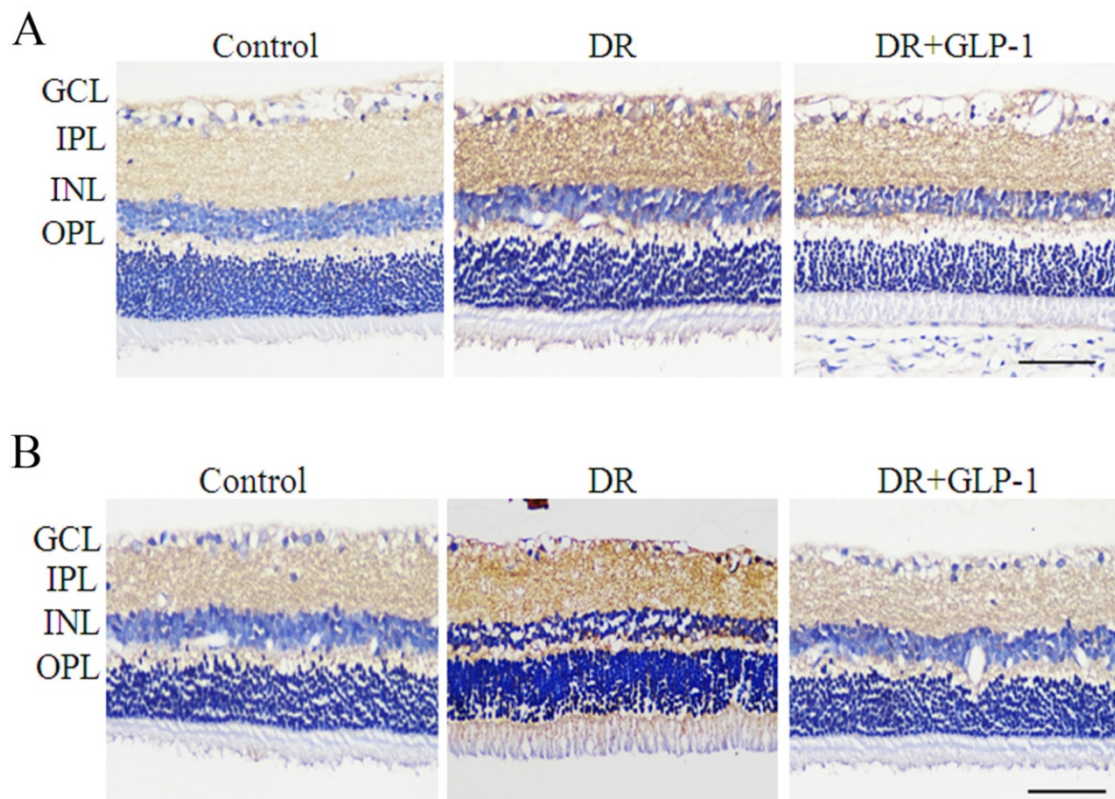 A
Control DR DR+GLP-1
GCL
IPL
INL
OPL
B
Control DR DR+GLP-1
GCL
IPL
INL
OPL